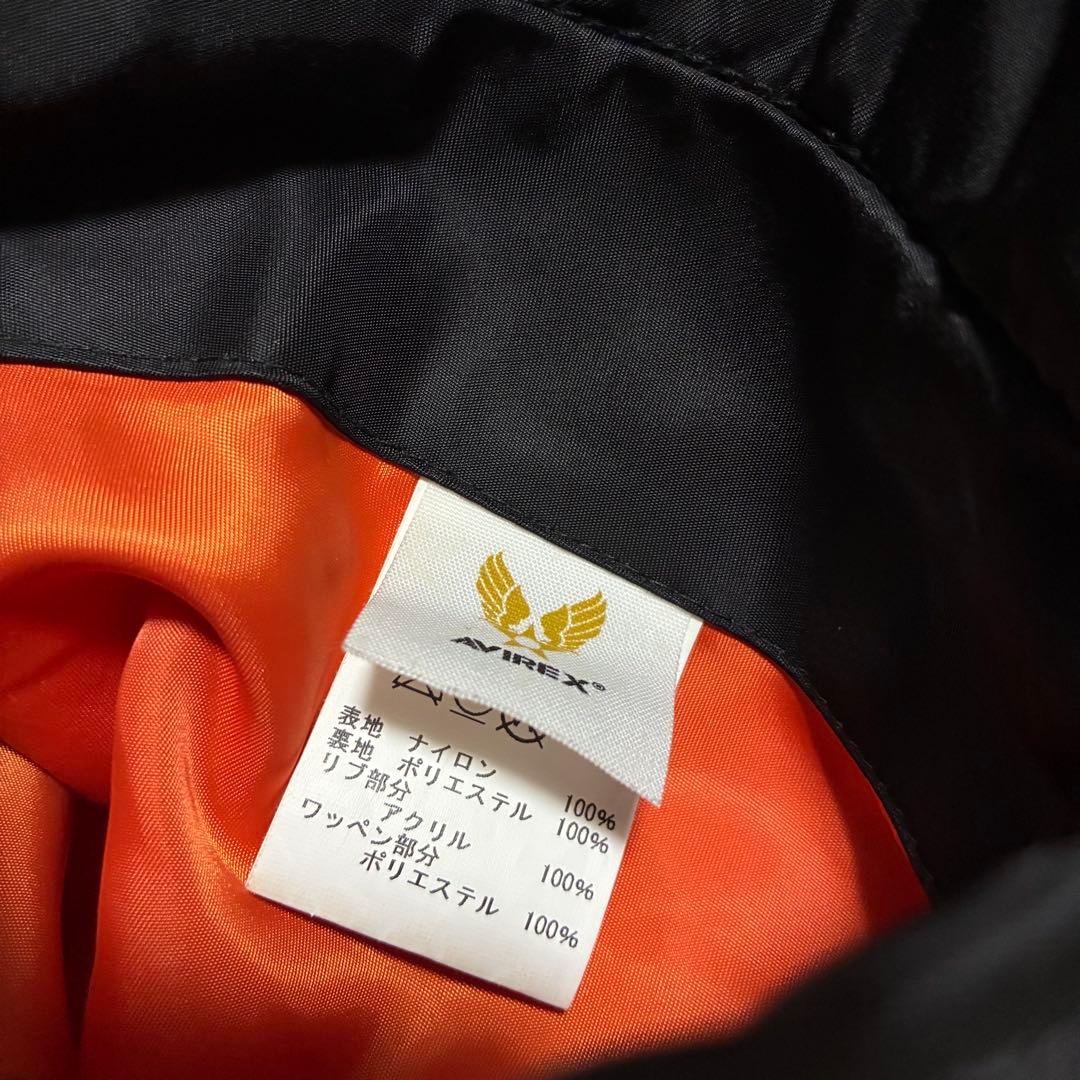 AVIREX®
表地 ナイロン 100%
裏地 ポリエステル 100%
リブ部分
アクリル 100%
ワッペン部分
ポリエステル 100%